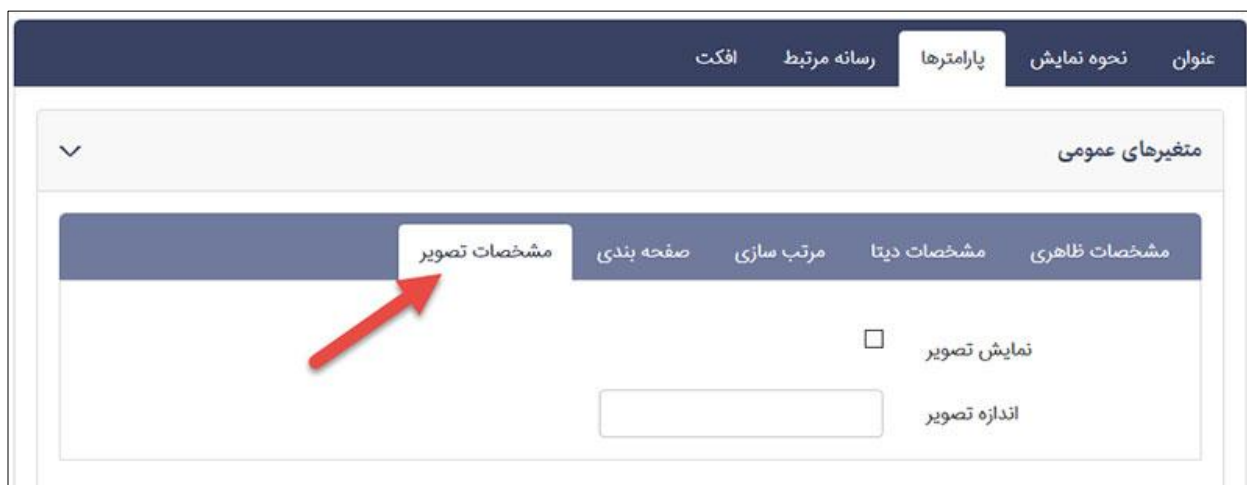 عنوان نحوه نمایش پارامترها رسانه مرتبط افکت
متغیرهای عمومی
مشخصات ظاهری مشخصات دیتا مرتب سازی صفحه بندی مشخصات تصویر
نمایش تصویر
اندازه تصویر